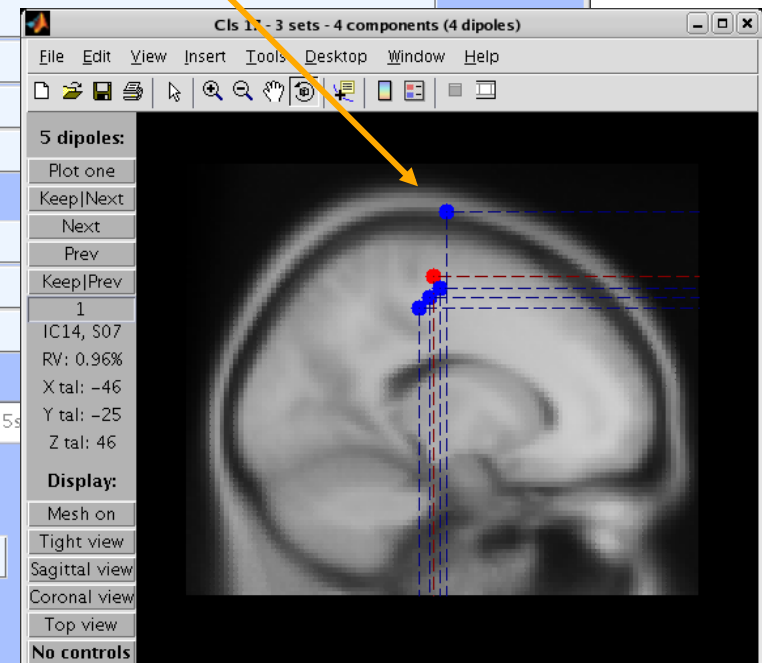 Cls 17 - 3 sets - 4 components (4 dipoles)
File Edit View Insert Tools Desktop Window Help
5 dipoles:
Plot one
Keep|Next
Next
Prev
Keep|Prev
1
IC14, S07
RV: 0.96%
X tal: -46
Y tal: -25
5s
Z tal: 46
Display:
Mesh on
Tight view
Sagittal view
Coronal view
Top view
No controls